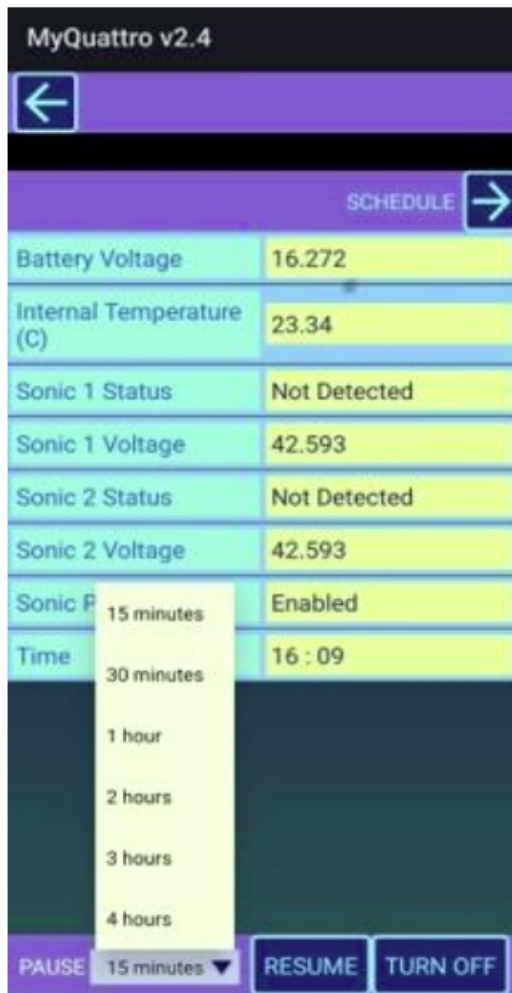 MyQuattro v2.4
SCHEDULE
Battery Voltage 16.272
Internal Temperature
(C) 23.34
Sonic 1 Status Not Detected
Sonic 1 Voltage 42.593
Sonic 2 Status Not Detected
Sonic 2 Voltage 42.593
Sonic P Enabled
Time 16 : 09
15 minutes
30 minutes
1 hour
2 hours
3 hours
4 hours
PAUSE 15 minutes RESUME TURN OFF